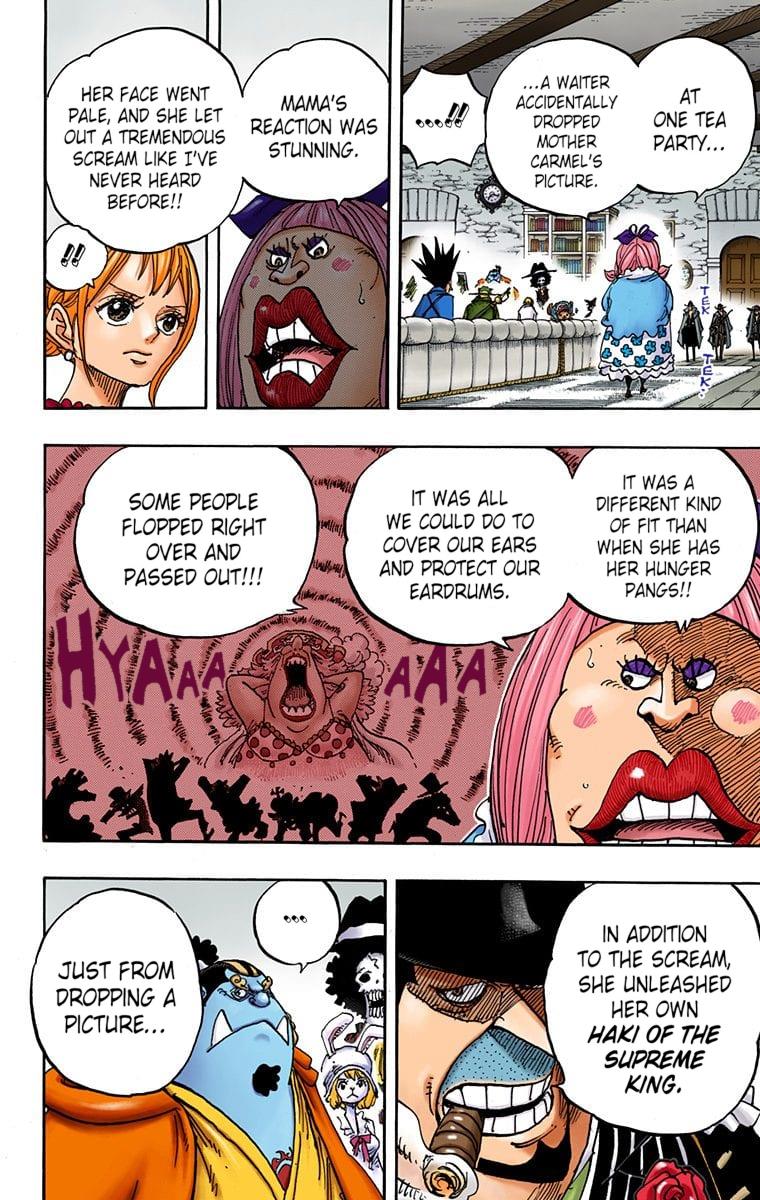 AT
ONE TEA
PARTY...
...A WAITER
ACCIDENTALLY
DROPPED
MOTHER
CARMEL'S
PICTURE.
...!!
TEK
TEK
MAMA'S
REACTION WAS
STUNNING.
HER FACE WENT
PALE, AND SHE LET
OUT A TREMENDOUS
SCREAM LIKE I'VE
NEVER HEARD
BEFORE!!
!!
IT WAS A
DIFFERENT KIND
OF FIT THAN
WHEN SHE HAS
HER HUNGER
PANGS!!
IT WAS ALL
WE COULD DO TO
COVER OUR EARS
AND PROTECT OUR
EARDRUMS.
SOME PEOPLE
FLOPPED RIGHT
OVER AND
PASSED OUT!!!
HYAAA
AAA
IN ADDITION
TO THE SCREAM,
SHE UNLEASHED
HER OWN
HAKI OF THE
SUPREME
KING.
...
JUST FROM
DROPPING A
PICTURE...